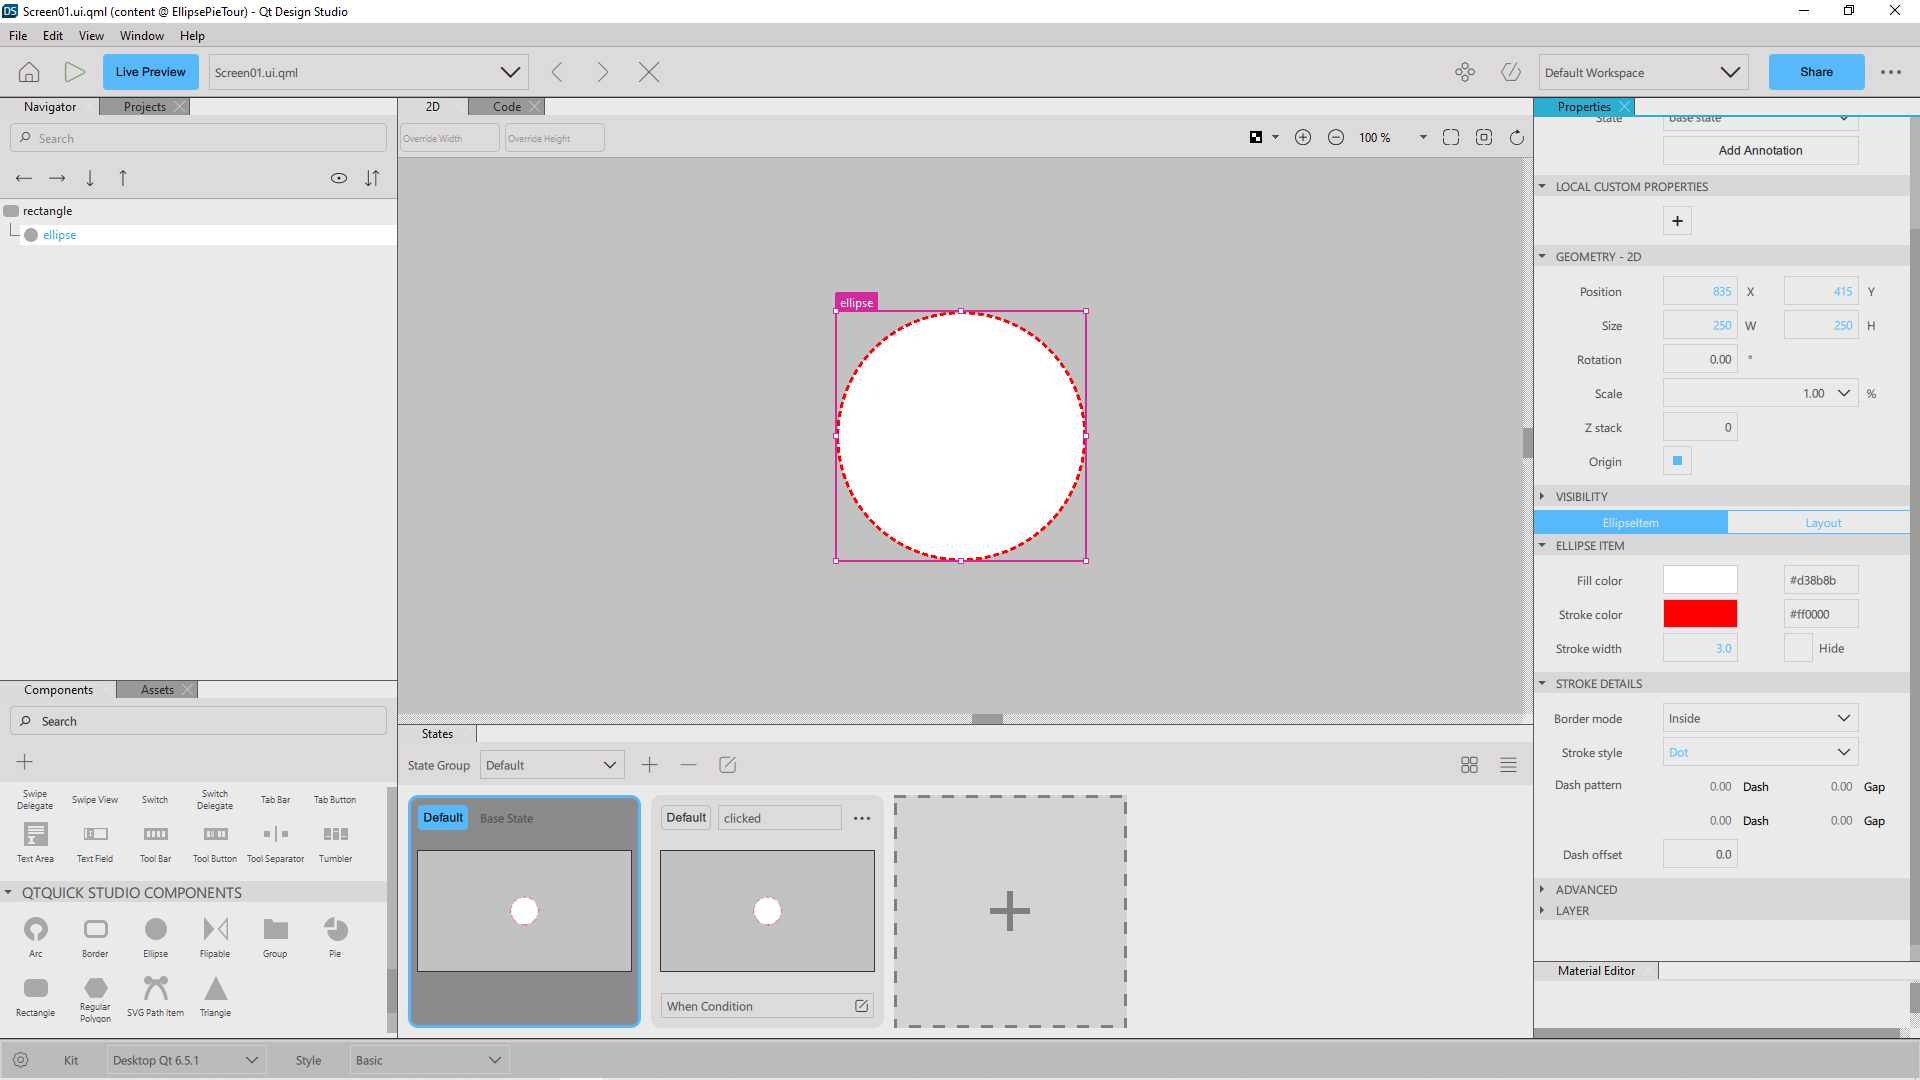 DS Screen01.ui.qml (content @ EllipsePieTour) - Qt Design Studio
File Edit View Window Help
Live Preview Screen01.ui.qml Default Workspace Share
Navigator Projects 2D Code Properties
Search
Override Width Override Height 100 %
rectangle
ellipse
ellipse
State base state
Add Annotation
LOCAL CUSTOM PROPERTIES
GEOMETRY - 2D
Position 835 X 415 Y
Size 250 W 250 H
Rotation 0.00 °
Scale 1.00 %
Z stack 0
Origin
VISIBILITY
EllipseItem Layout
ELLIPSE ITEM
Fill color #d38b8b
Stroke color #ff0000
Stroke width 3.0 Hide
STROKE DETAILS
Border mode Inside
Stroke style Dot
Dash pattern 0.00 Dash 0.00 Gap
0.00 Dash 0.00 Gap
Dash offset 0.0
ADVANCED
LAYER
Material Editor
Components Assets
Search
Swipe Delegate Swipe View Switch Switch Delegate Tab Bar Tab Button
Text Area Text Field Tool Bar Tool Button Tool Separator Tumbler
QTQUICK STUDIO COMPONENTS
Arc Border Ellipse Flipable Group Pie
Rectangle Regular Polygon SVG Path Item Triangle
States
State Group Default
Default Base State
Default clicked
When Condition
Kit Desktop Qt 6.5.1 Style Basic